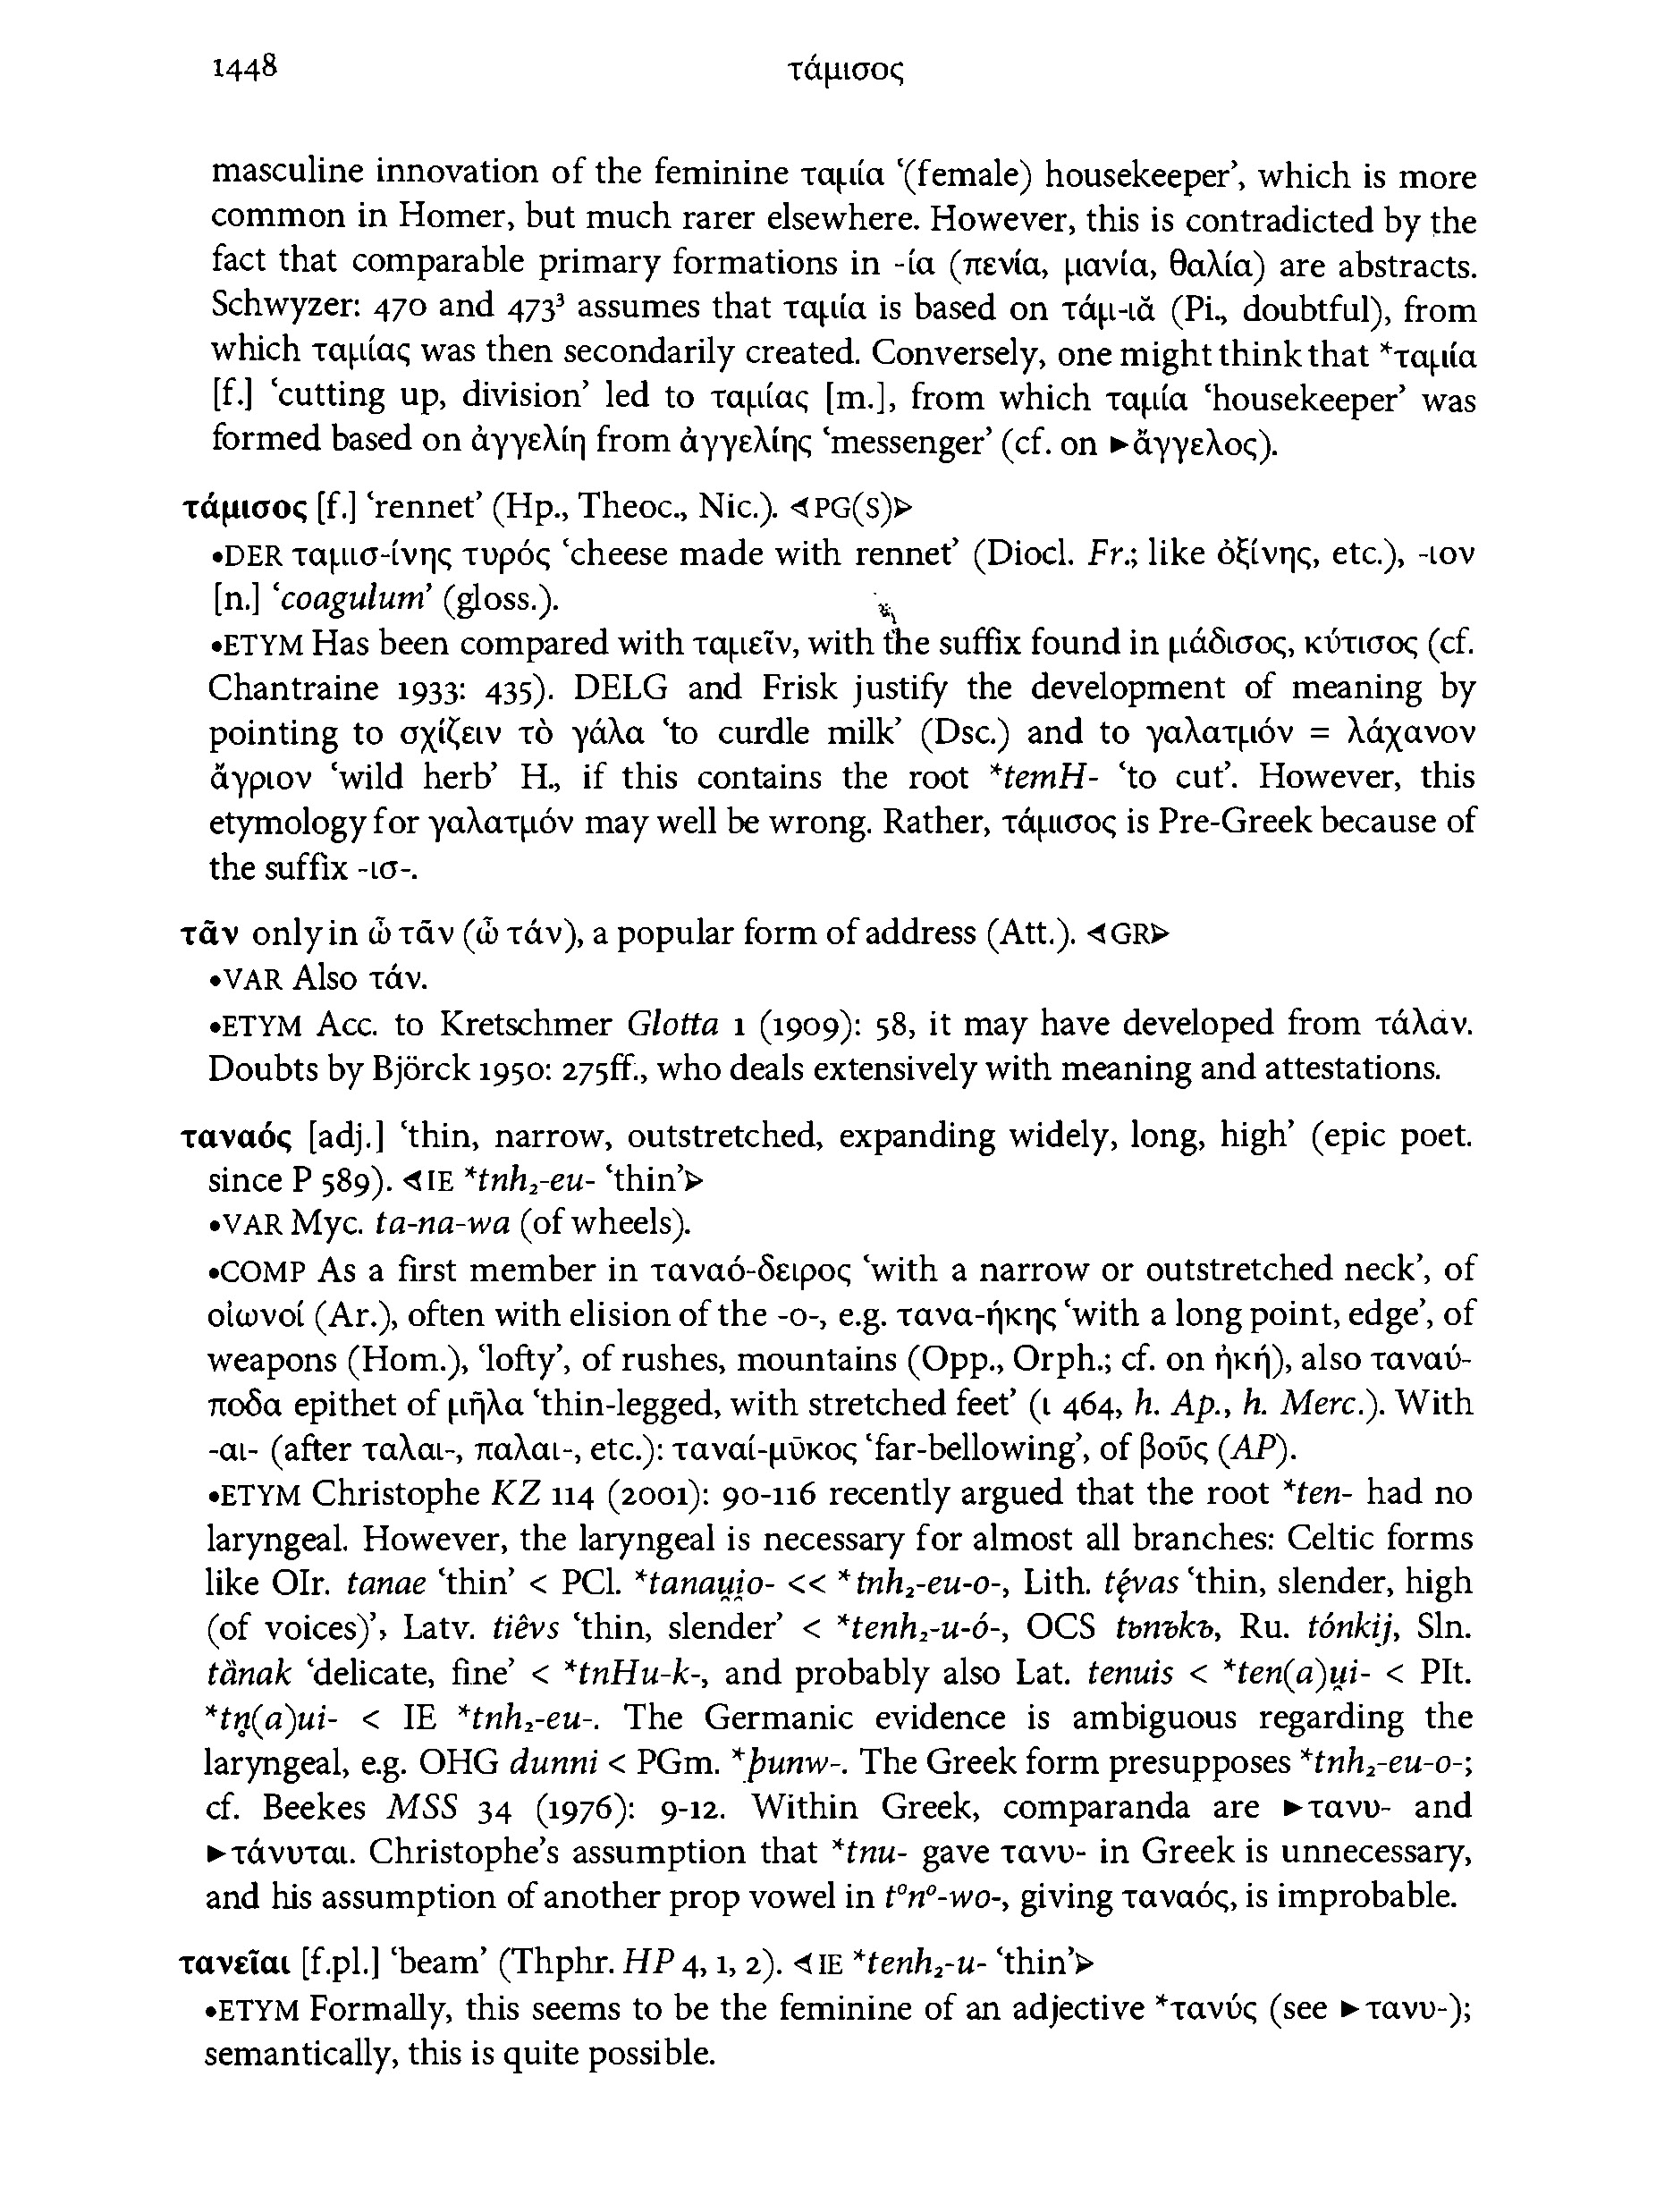 1448
τάμισος
masculine innovation of the feminine ταμία ‘(female) housekeeper’, which is more
common in Homer, but much rarer elsewhere. However, this is contradicted by the
fact that comparable primary formations in -ία (πενία, μανία, θαλία) are abstracts.
Schwyzer: 470 and 473³ assumes that ταμία is based on τάμ-ιᾰ (Pi., doubtful), from
which ταμίας was then secondarily created. Conversely, one might think that *ταμία
[f.] ‘cutting up, division’ led to ταμίας [m.], from which ταμία ‘housekeeper’ was
formed based on ἀγγελίη from ἀγγελίης ‘messenger’ (cf. on ►ἄγγελος).
τάμισος [f.] ‘rennet’ (Hp., Theoc., Nic.). ◁PG(S)▷
•DER ταμισ-ίνης τυρός ‘cheese made with rennet’ (Diocl. Fr.; like ὀξίνης, etc.), -ιον
[n.] ‘coagulum’ (gloss.).
•ETYM Has been compared with ταμεῖν, with the suffix found in μάδισος, κύτισος (cf.
Chantraine 1933: 435). DELG and Frisk justify the development of meaning by
pointing to σχίζειν τὸ γάλα ‘to curdle milk’ (Dsc.) and to γαλατμόν = λάχανον
ἄγριον ‘wild herb’ H., if this contains the root *temH- ‘to cut’. However, this
etymology for γαλατμόν may well be wrong. Rather, τάμισος is Pre-Greek because of
the suffix -ισ-.
τᾶν only in ὦ τᾶν (ὦ τάν), a popular form of address (Att.). ◁GR▷
•VAR Also τάν.
•ETYM Acc. to Kretschmer Glotta 1 (1909): 58, it may have developed from τάλαν.
Doubts by Björck 1950: 275ff., who deals extensively with meaning and attestations.
ταναός [adj.] ‘thin, narrow, outstretched, expanding widely, long, high’ (epic poet.
since P 589). ◁IE *tnh₂-eu- ‘thin’▷
•VAR Myc. ta-na-wa (of wheels).
•COMP As a first member in ταναό-δειρος ‘with a narrow or outstretched neck’, of
οἰωνοί (Ar.), often with elision of the -ο-, e.g. τανα-ήκης ‘with a long point, edge’, of
weapons (Hom.), ‘lofty’, of rushes, mountains (Opp., Orph.; cf. on ἠκή), also ταναύ-
ποδα epithet of μῆλα ‘thin-legged, with stretched feet’ (ι 464, h. Ap., h. Merc.). With
-αι- (after ταλαι-, παλαι-, etc.): ταναί-μῡκος ‘far-bellowing’, of βοῦς (AP).
•ETYM Christophe KZ 114 (2001): 90-116 recently argued that the root *ten- had no
laryngeal. However, the laryngeal is necessary for almost all branches: Celtic forms
like OIr. tanae ‘thin’ < PCl. *tanau̯i̯o- << *tnh₂-eu-o-, Lith. tę́vas ‘thin, slender, high
(of voices)’, Latv. tiêvs ‘thin, slender’ < *tenh₂-u-ó-, OCS tьnъkъ, Ru. tónkij, Sln.
tǝ̀nak ‘delicate, fine’ < *tnHu-k-, and probably also Lat. tenuis < *ten(a)u̯i- < PIt.
*tn̥(a)ui- < IE *tnh₂-eu-. The Germanic evidence is ambiguous regarding the
laryngeal, e.g. OHG dunni < PGm. *þunw-. The Greek form presupposes *tnh₂-eu-o-;
cf. Beekes MSS 34 (1976): 9-12. Within Greek, comparanda are ►τανυ- and
►τάνυται. Christophe’s assumption that *tnu- gave τανυ- in Greek is unnecessary,
and his assumption of another prop vowel in tᵒnᵒ-wo-, giving ταναός, is improbable.
τανεῖαι [f.pl.] ‘beam’ (Thphr. HP 4, 1, 2). ◁IE *tenh₂-u- ‘thin’▷
•ETYM Formally, this seems to be the feminine of an adjective *τανύς (see ►τανυ-);
semantically, this is quite possible.